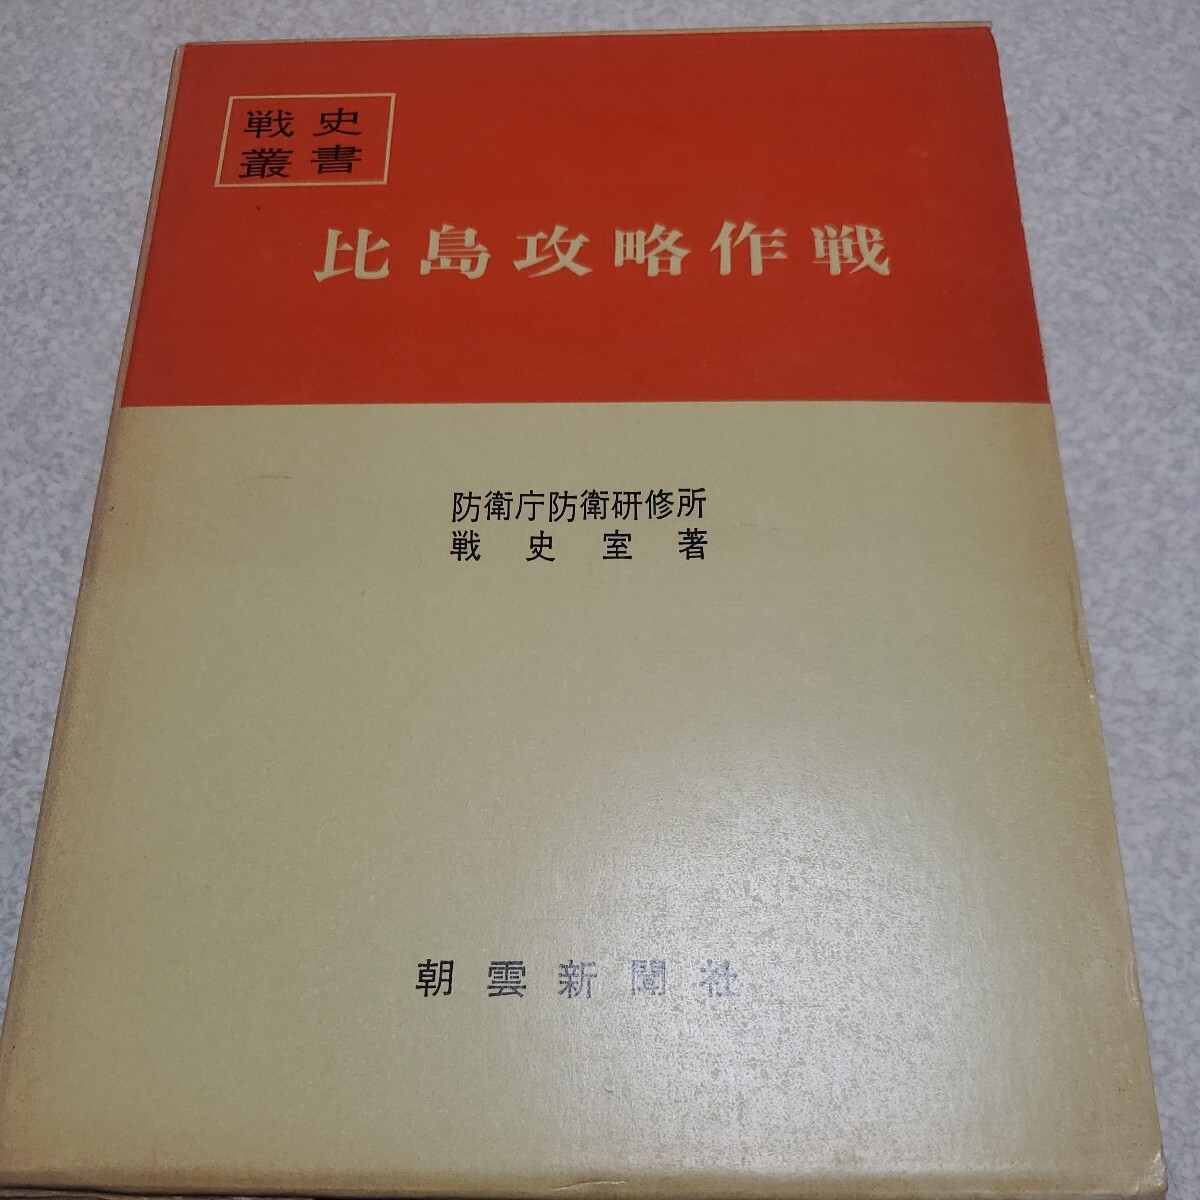 戦史
叢書
比島攻略作戦
防衛庁防衛研修所
戦史室著
朝雲新聞社